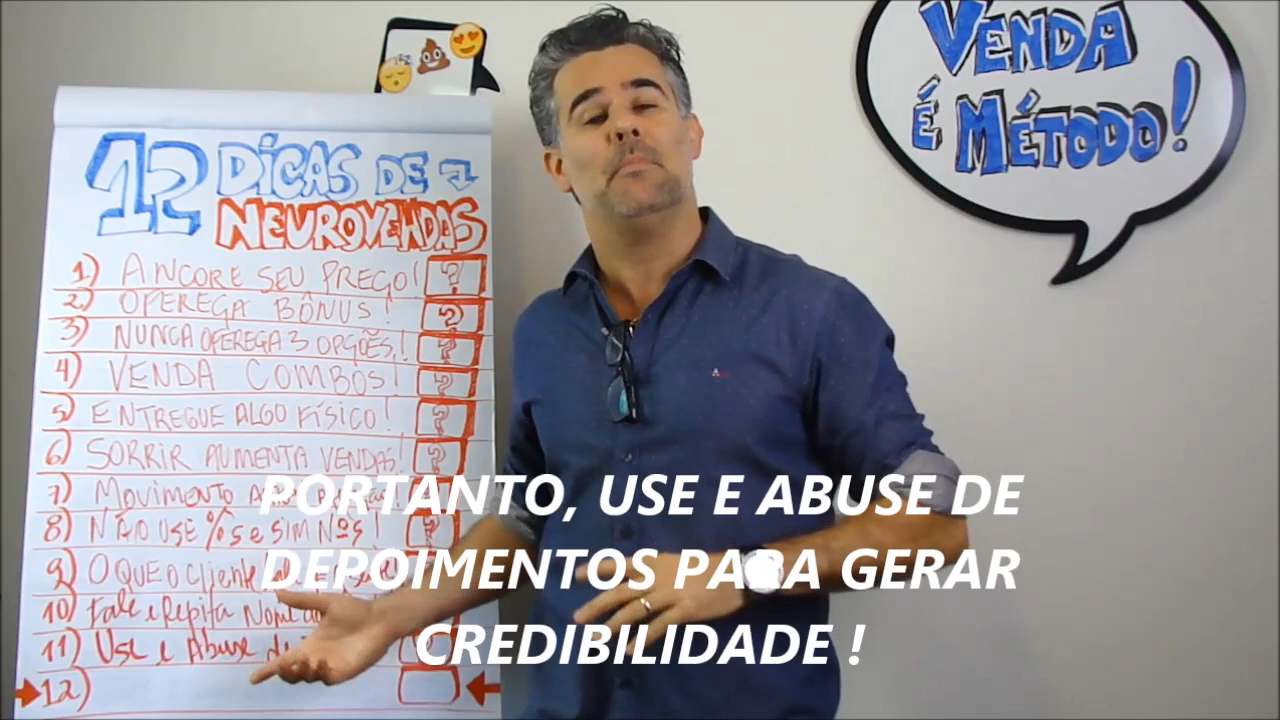 12 DICAS DE
NEUROVENDAS
1) ANCORE SEU PREÇO! ?
2) OFEREÇA BÔNUS! ?
3) NUNCA OFEREÇA 3 OPÇÕES! ?
4) VENDA COMBOS! ?
5) ENTREGUE ALGO FÍSICO! ?
6) SORRIR AUMENTA VENDAS! ?
7) MOVIMENTO
8) NÃO USE %s e SIM Nºs! ?
9) O QUE O Cliente
10) Fale e Repita Nome
11) Use e Abuse de
12)
VENDA
É MÉTODO!
PORTANTO, USE E ABUSE DE
DEPOIMENTOS PARA GERAR
CREDIBILIDADE !